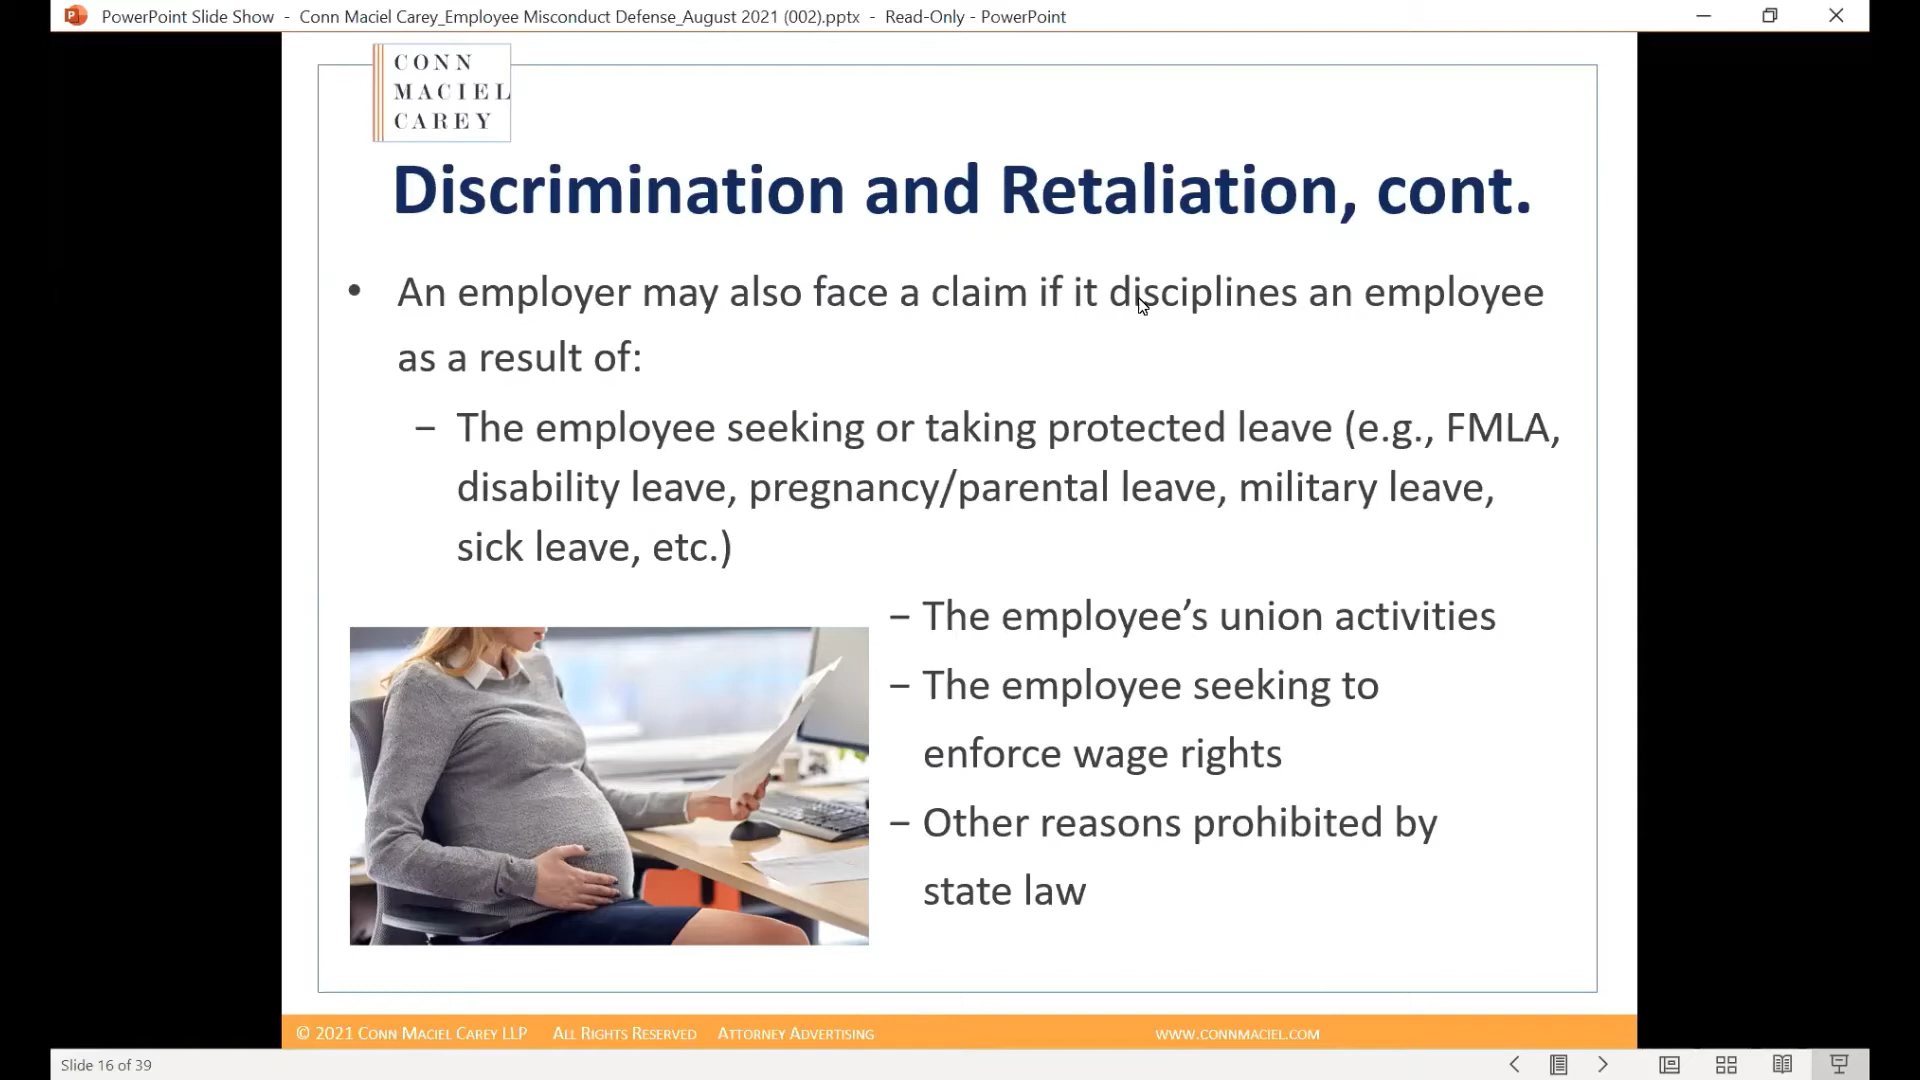 PowerPoint Slide Show - Conn Maciel Carey_Employee Misconduct Defense_August 2021 (002).pptx - Read-Only - PowerPoint
CONN
MACIEL
CAREY
Discrimination and Retaliation, cont.
• An employer may also face a claim if it disciplines an employee
as a result of:
– The employee seeking or taking protected leave (e.g., FMLA,
disability leave, pregnancy/parental leave, military leave,
sick leave, etc.)
– The employee’s union activities
– The employee seeking to
enforce wage rights
– Other reasons prohibited by
state law
© 2021 CONN MACIEL CAREY LLP ALL RIGHTS RESERVED ATTORNEY ADVERTISING WWW.CONNMACIEL.COM
Slide 16 of 39